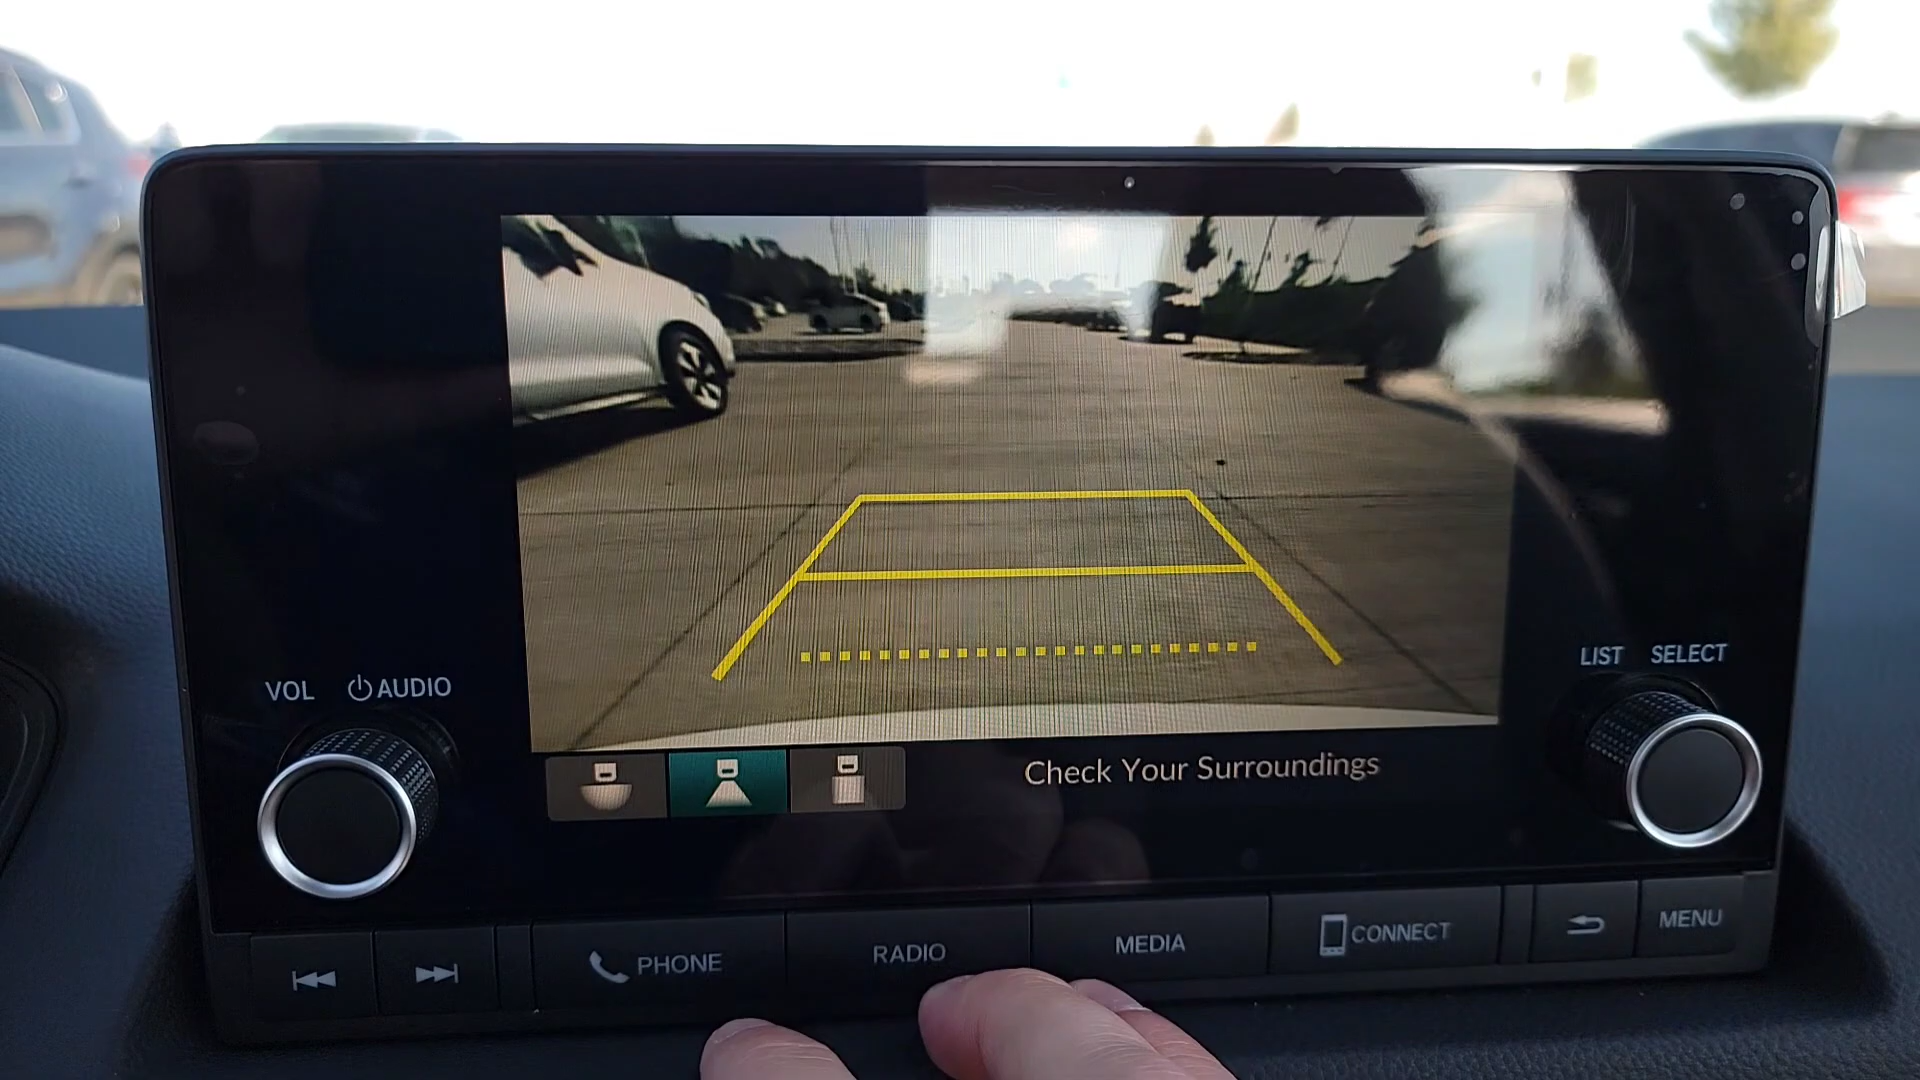 Check Your Surroundings
VOL AUDIO
LIST SELECT
PHONE
RADIO
MEDIA
CONNECT
MENU